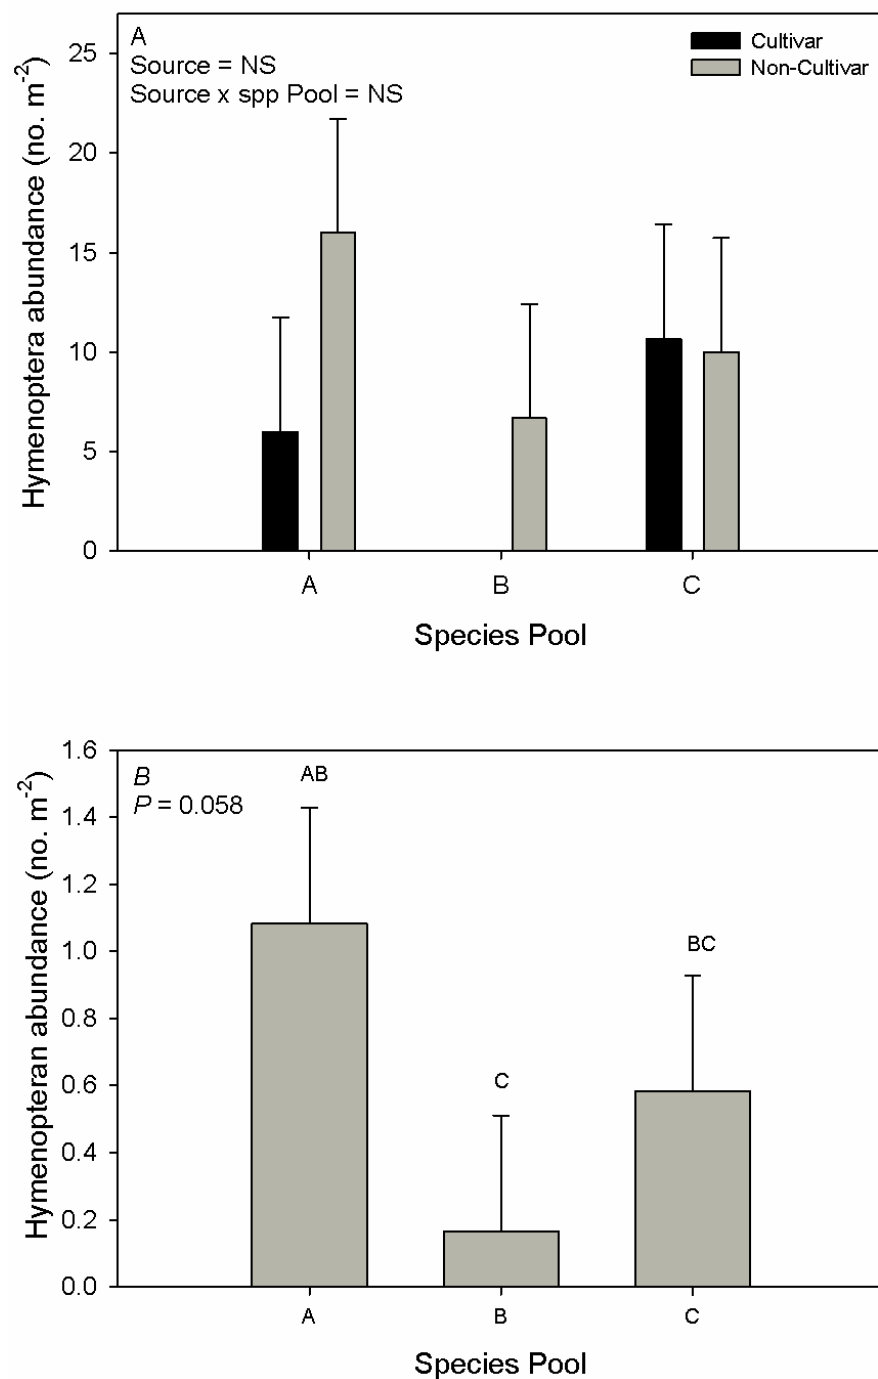 A
Source = NS
Source x spp Pool = NS
Cultivar
Non-Cultivar
Hymenoptera abundance (no. m⁻²)
25
20
15
10
5
0
A B C
Species Pool
B
P = 0.058
AB
C
BC
Hymenopteran abundance (no. m⁻²)
1.6
1.4
1.2
1.0
0.8
0.6
0.4
0.2
0.0
A B C
Species Pool